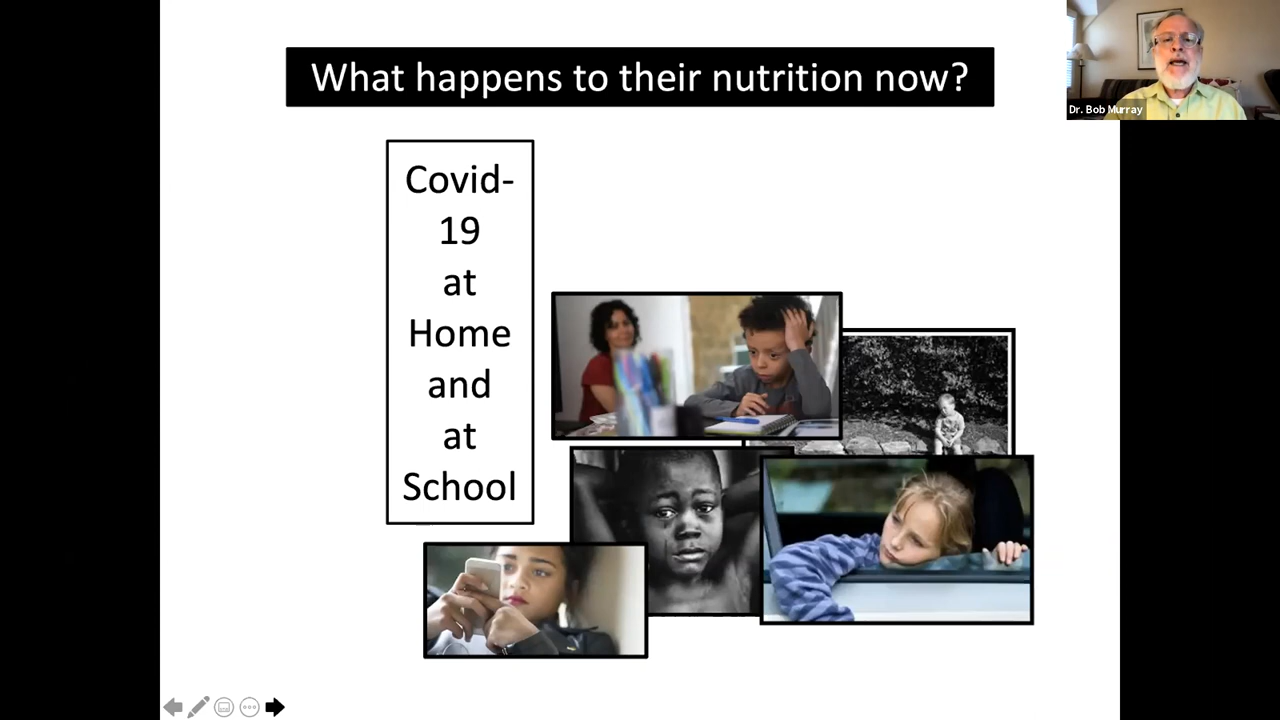 What happens to their nutrition now?
Dr. Bob Murray
Covid-
19
at
Home
and
at
School